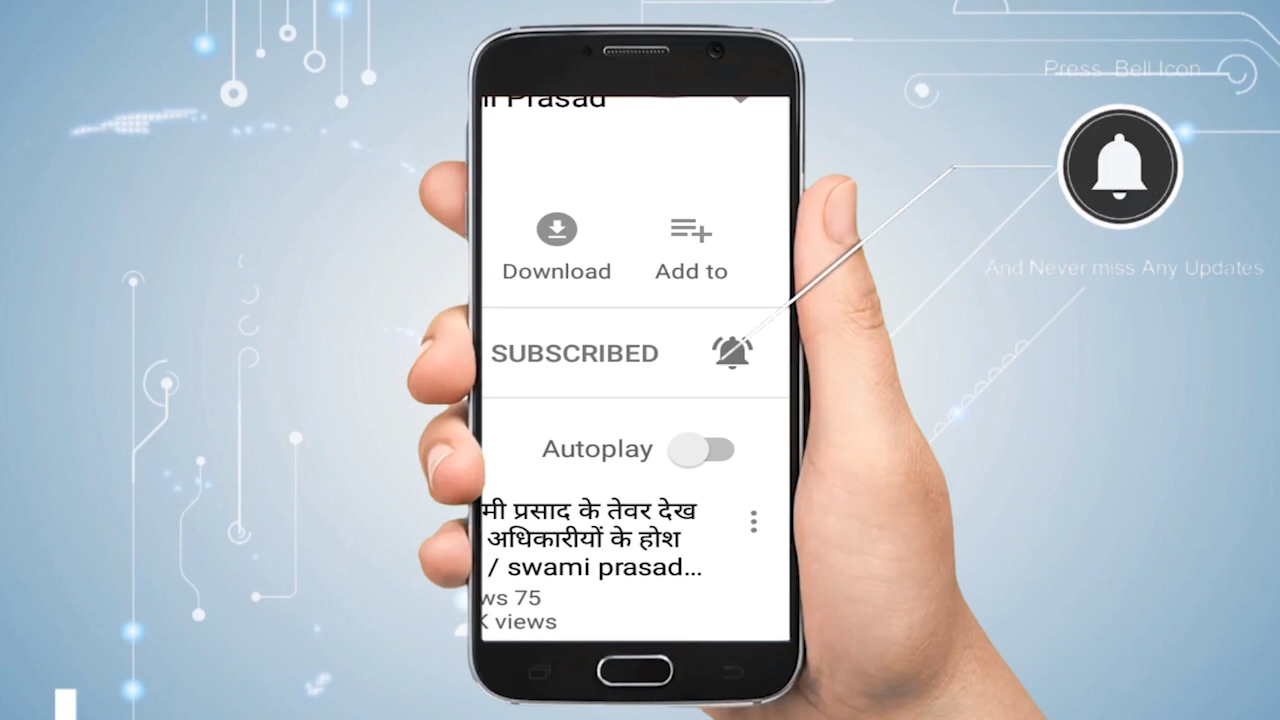 Prasad
Press Bell Icon
Download
Add to
And Never miss Any Updates
SUBSCRIBED
Autoplay
मी प्रसाद के तेवर देख
अधिकारीयों के होश
/ swami prasad...
ws 75
K views